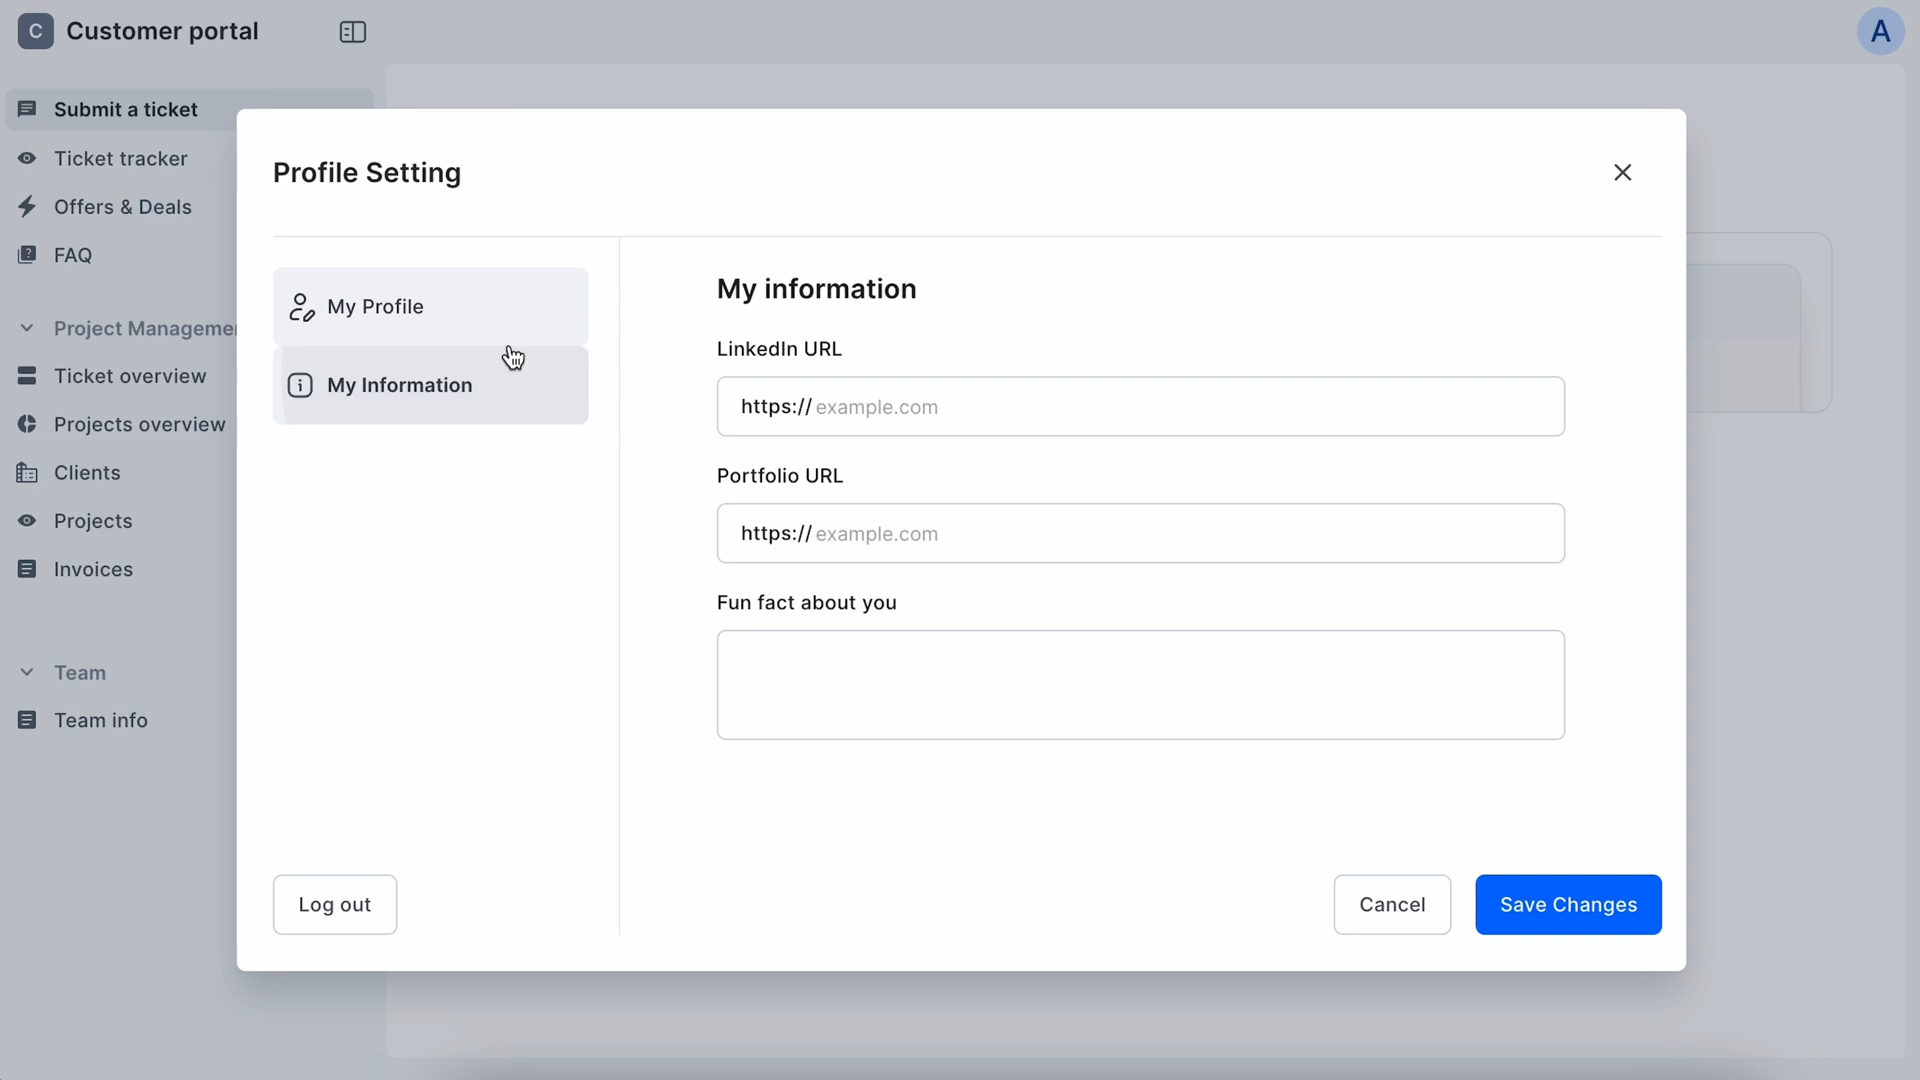 C Customer portal
A
Submit a ticket
Ticket tracker
Offers & Deals
FAQ
Project
Ticket overview
Projects overview
Clients
Projects
Invoices
Team
Team info
Profile Setting
My Profile
My Information
Log out
My information
LinkedIn URL
https:// example.com
Portfolio URL
https:// example.com
Fun fact about you
Cancel
Save Changes